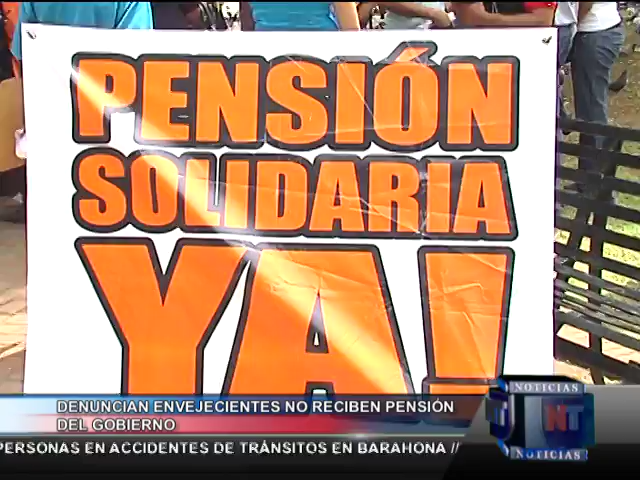 PENSIÓN
SOLIDARIA
YA!
DENUNCIAN ENVEJECIENTES NO RECIBEN PENSIÓN
DEL GOBIERNO
NOTICIAS
NT
NOTICIAS
PERSONAS EN ACCIDENTES DE TRÁNSITOS EN BARAHONA //